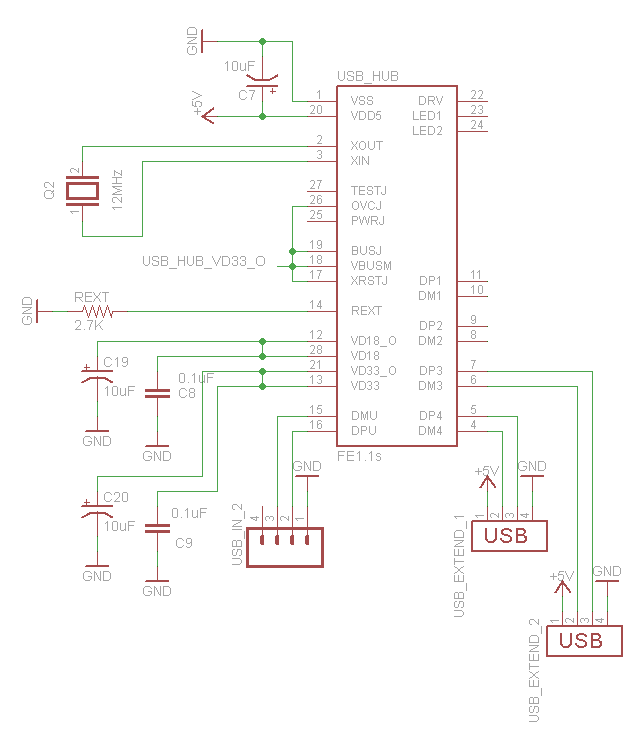 GND
10uF
C7
+5V
USB_HUB
1 VSS DRV 22
20 VDD5 LED1 23
LED2 24
2 XOUT
3 XIN
Q2
2
1
12MHz
27 TESTJ
26 OVCJ
25 PWRJ
19 BUSJ
USB_HUB_VD33_O 18 VBUSM
17 XRSTJ DP1 11
DM1 10
GND
REXT
2.7K
14 REXT
DP2 9
12 VD18_O DM2 8
28 VD18
21 VD33_O DP3 7
13 VD33 DM3 6
+
C19
10uF
GND
0.1uF
C8
GND
15 DMU DP4 5
16 DPU DM4 4
FE1.1s
+
C20
10uF
GND
0.1uF
C9
GND
USB_IN_2
4 3 2 1
GND
+5V
GND
1 2 3 4
USB
USB_EXTEND_1
+5V
GND
1 2 3 4
USB
USB_EXTEND_2